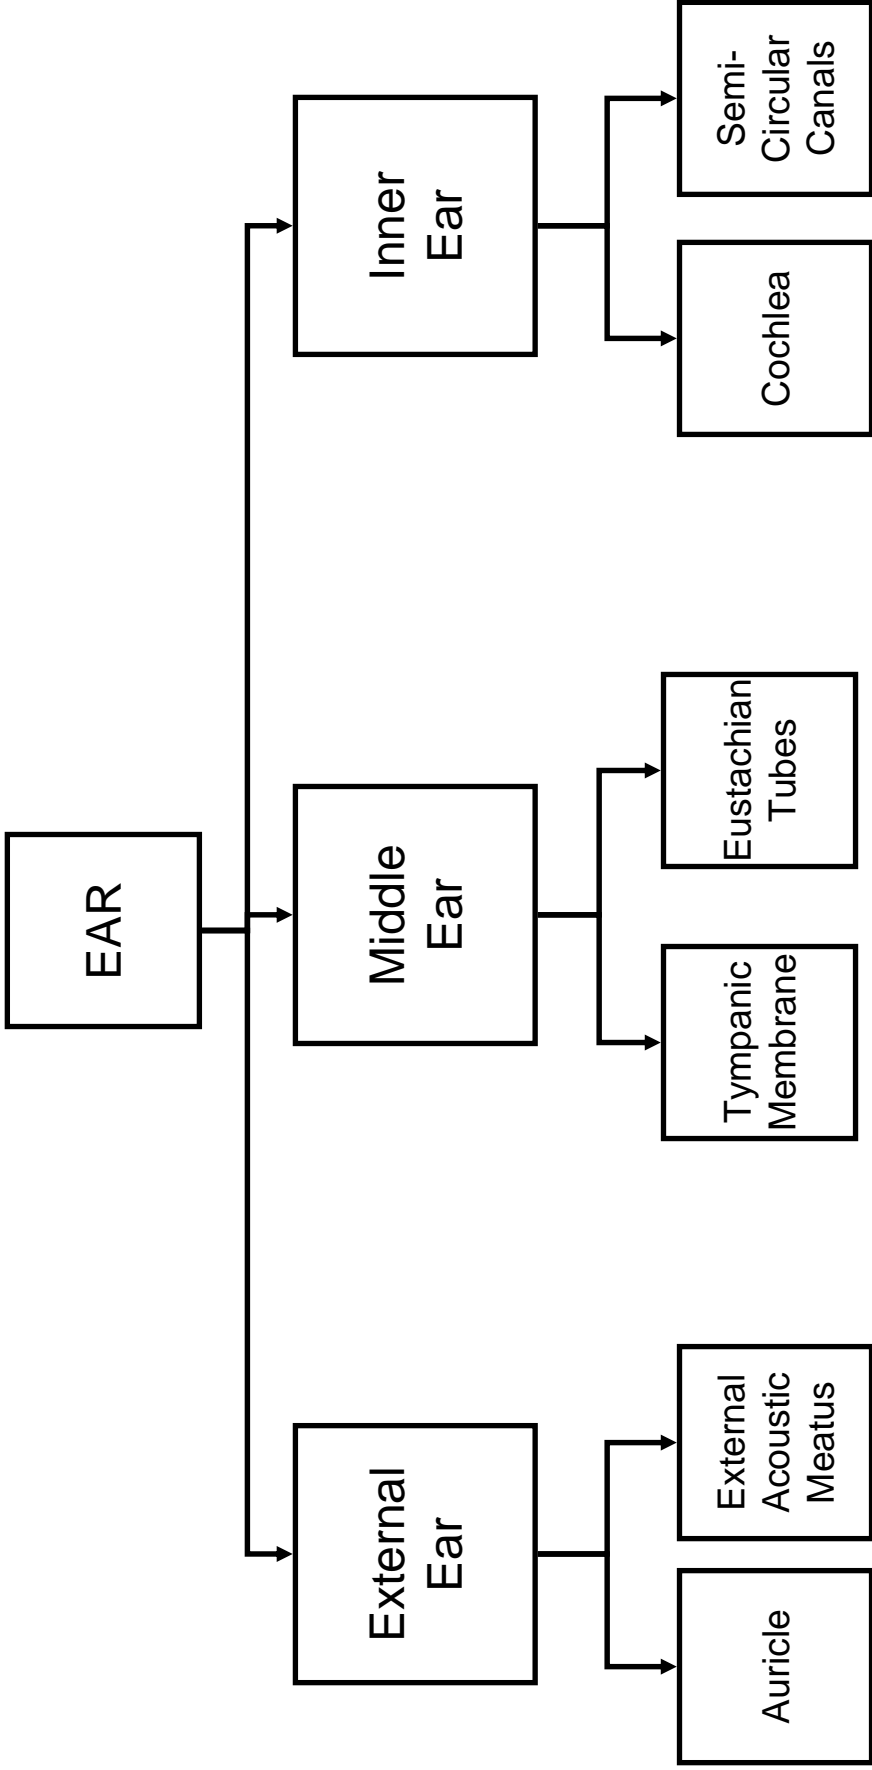 EAR
External
Ear
Middle
Ear
Inner
Ear
Auricle
External
Acoustic
Meatus
Tympanic
Membrane
Eustachian
Tubes
Cochlea
Semi-
Circular
Canals